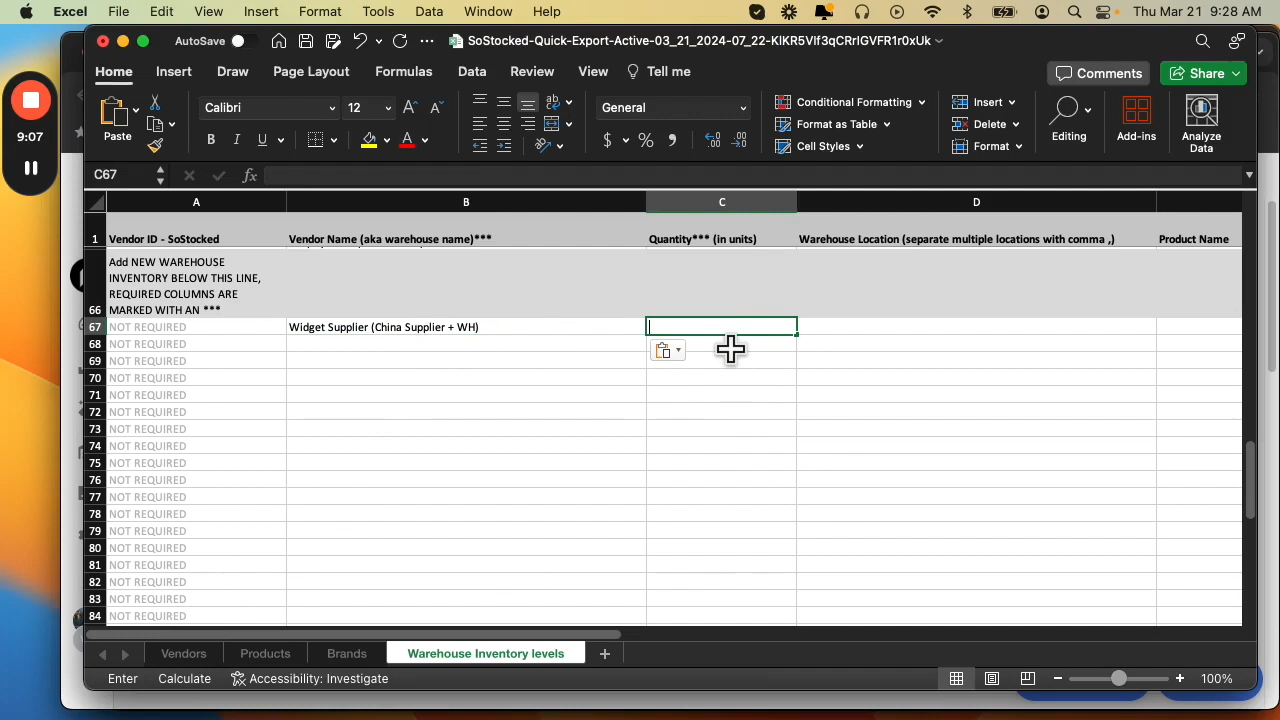 Excel File Edit View Insert Format Tools Data Window Help Thu Mar 21 9:28 AM
AutoSave SoStocked-Quick-Export-Active-03_21_2024-07_22-KIKR5Vlf3qCRrIGVFR1r0xUk
Home Insert Draw Page Layout Formulas Data Review View Tell me Comments Share
9:07
Paste Calibri 12 General Conditional Formatting Format as Table Cell Styles Insert Delete Format Editing Add-ins Analyze Data
C67 fx
A B C D
1 Vendor ID - SoStocked Vendor Name (aka warehouse name)*** Quantity*** (in units) Warehouse Location (separate multiple locations with comma ,) Product Name
66 Add NEW WAREHOUSE
INVENTORY BELOW THIS LINE,
REQUIRED COLUMNS ARE
MARKED WITH AN ***
67 NOT REQUIRED Widget Supplier (China Supplier + WH)
68 NOT REQUIRED
69 NOT REQUIRED
70 NOT REQUIRED
71 NOT REQUIRED
72 NOT REQUIRED
73 NOT REQUIRED
74 NOT REQUIRED
75 NOT REQUIRED
76 NOT REQUIRED
77 NOT REQUIRED
78 NOT REQUIRED
79 NOT REQUIRED
80 NOT REQUIRED
81 NOT REQUIRED
82 NOT REQUIRED
83 NOT REQUIRED
84 NOT REQUIRED
Vendors Products Brands Warehouse Inventory levels
Enter Calculate Accessibility: Investigate 100%